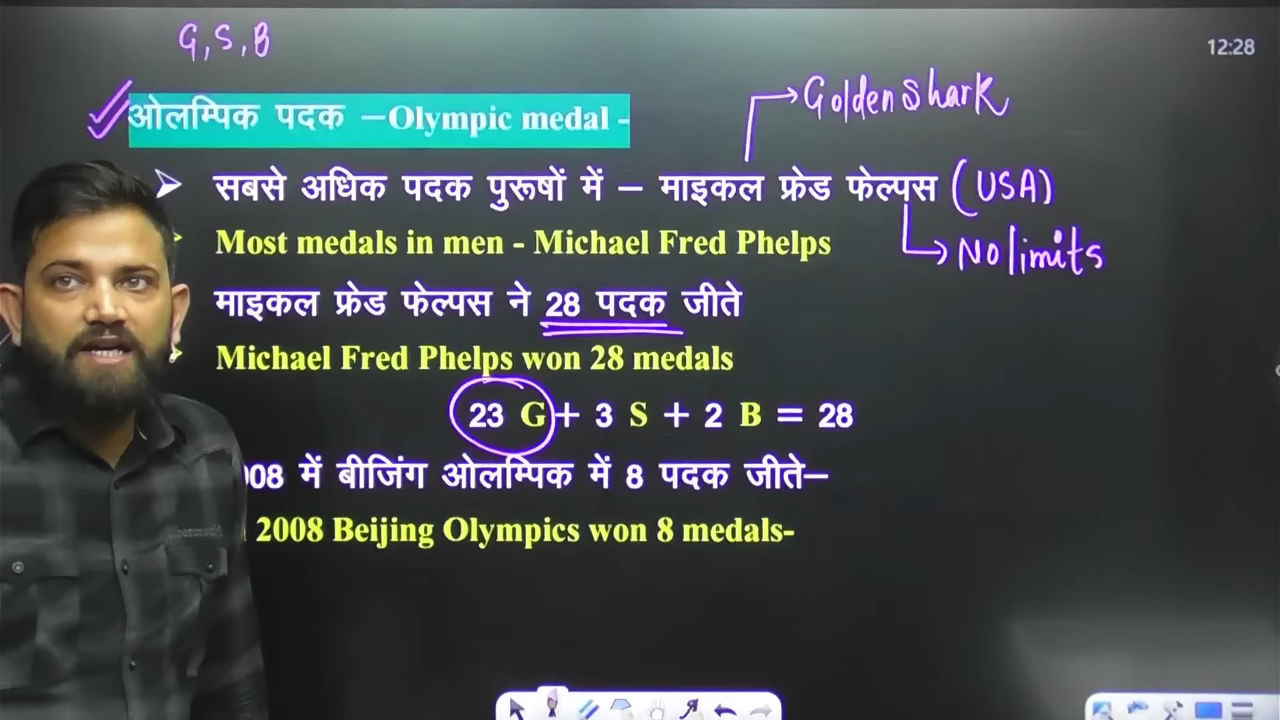 G, S, B
12:28
Golden Shark
ओलम्पिक पदक –Olympic medal -
सबसे अधिक पदक पुरूषों में – माइकल फ्रेड फेल्पस (USA)
Most medals in men - Michael Fred Phelps
No limits
माइकल फ्रेड फेल्पस ने 28 पदक जीते
Michael Fred Phelps won 28 medals
23 G + 3 S + 2 B = 28
008 में बीजिंग ओलम्पिक में 8 पदक जीते–
2008 Beijing Olympics won 8 medals-